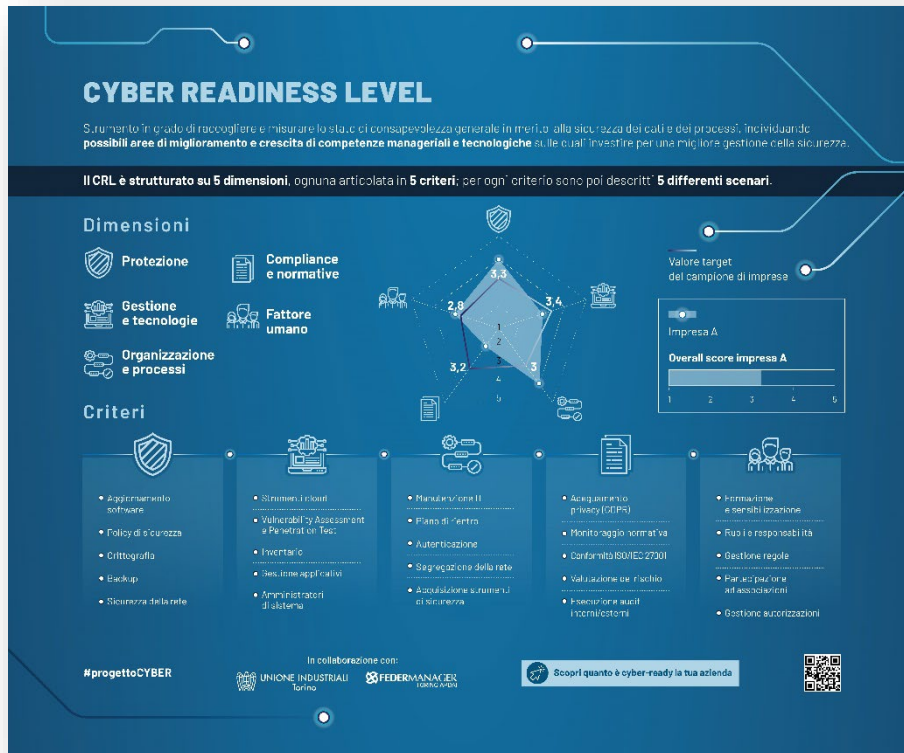 CYBER READINESS LEVEL
Strumento in grado di raccogliere e misurare lo stato di consapevolezza generale in merito alla sicurezza dei dati e dei processi, individuando
possibili aree di miglioramento e crescita di competenze manageriali e tecnologiche sulle quali investire per una migliore gestione della sicurezza.
Il CRL è strutturato su 5 dimensioni, ognuna articolata in 5 criteri; per ogni criterio sono poi descritti 5 differenti scenari.
Dimensioni
Protezione
Gestione
e tecnologie
Organizzazione
e processi
Compliance
e normative
Fattore
umano
3,3
2,8
3,4
3,2
3
1
2
3
4
5
Valore target
del campione di imprese
Impresa A
Overall score impresa A
1 2 3 4 5
Criteri
Aggiornamento
software
Policy di sicurezza
Crittografia
Backup
Sicurezza della rete
Strumenti cloud
Vulnerability Assessment
e Penetration Test
Inventario
Gestione applicativi
Amministratori
di sistema
Manutenzione IT
Piano di rientro
Autenticazione
Segregazione della rete
Acquisizione strumenti
di sicurezza
Adeguamento
privacy (GDPR)
Monitoraggio normativa
Conformità ISO/IEC 27001
Valutazione del rischio
Esecuzione audit
interni/esterni
Formazione
e sensibilizzazione
Ruoli e responsabilità
Gestione regole
Partecipazione
ad associazioni
Gestione autorizzazioni
#progettoCYBER
In collaborazione con:
UNIONE INDUSTRIALI
Torino
FEDERMANAGER
Scopri quanto è cyber-ready la tua azienda